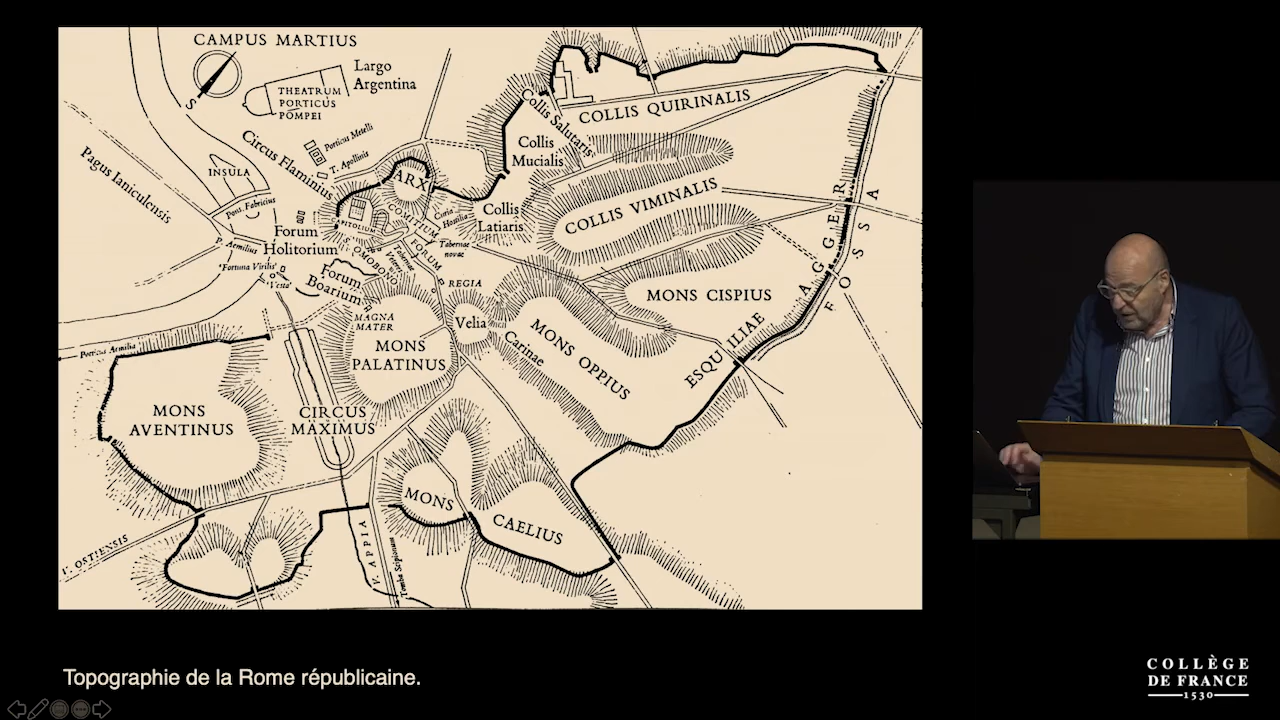 CAMPUS MARTIUS
Largo
Argentina
THEATRUM
PORTICUS
POMPEI
S
Porticus Metelli
T. Apollinis
Circus Flaminius
Pagus Ianiculensis
INSULA
Pons Fabricius
P. Aemilius
Forum
Holitorium
'Fortuna Virilis'
'Vesta'
Forum
Boarium
S. OMOBONO
ARX
COMITIUM
Curia
Hostilia
FORUM
Tabernae
novae
REGIA
Collis Salutaris
Collis
Mucialis
Collis
Latiaris
COLLIS QUIRINALIS
COLLIS VIMINALIS
MONS CISPIUS
MONS OPPIUS
Carinae
Velia
MAGNA
MATER
MONS
PALATINUS
ESQUILIAE
AGGER
FOSSA
Porticus Aemilia
MONS
AVENTINUS
CIRCUS
MAXIMUS
MONS
CAELIUS
V. OSTIENSIS
V. APPIA
Tomba Scipionum
Topographie de la Rome républicaine.
COLLÈGE
DE FRANCE
1530